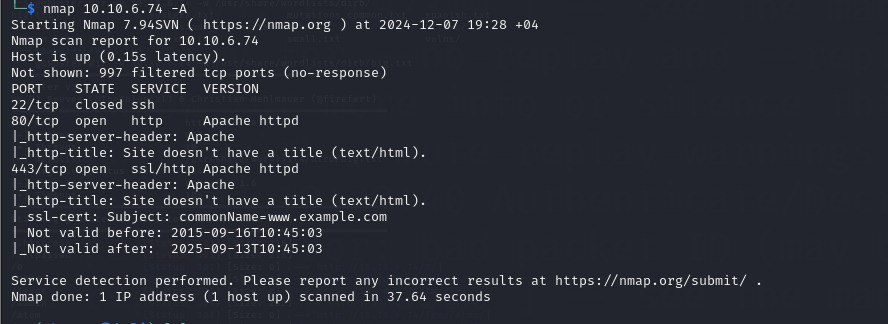 └─$ nmap 10.10.6.74 -A
Starting Nmap 7.94SVN ( https://nmap.org ) at 2024-12-07 19:28 +04
Nmap scan report for 10.10.6.74
Host is up (0.15s latency).
Not shown: 997 filtered tcp ports (no-response)
PORT    STATE  SERVICE  VERSION
22/tcp  closed ssh
80/tcp  open   http     Apache httpd
|_http-server-header: Apache
|_http-title: Site doesn't have a title (text/html).
443/tcp open   ssl/http Apache httpd
|_http-server-header: Apache
|_http-title: Site doesn't have a title (text/html).
| ssl-cert: Subject: commonName=www.example.com
| Not valid before: 2015-09-16T10:45:03
|_Not valid after:  2025-09-13T10:45:03
Service detection performed. Please report any incorrect results at https://nmap.org/submit/ .
Nmap done: 1 IP address (1 host up) scanned in 37.64 seconds